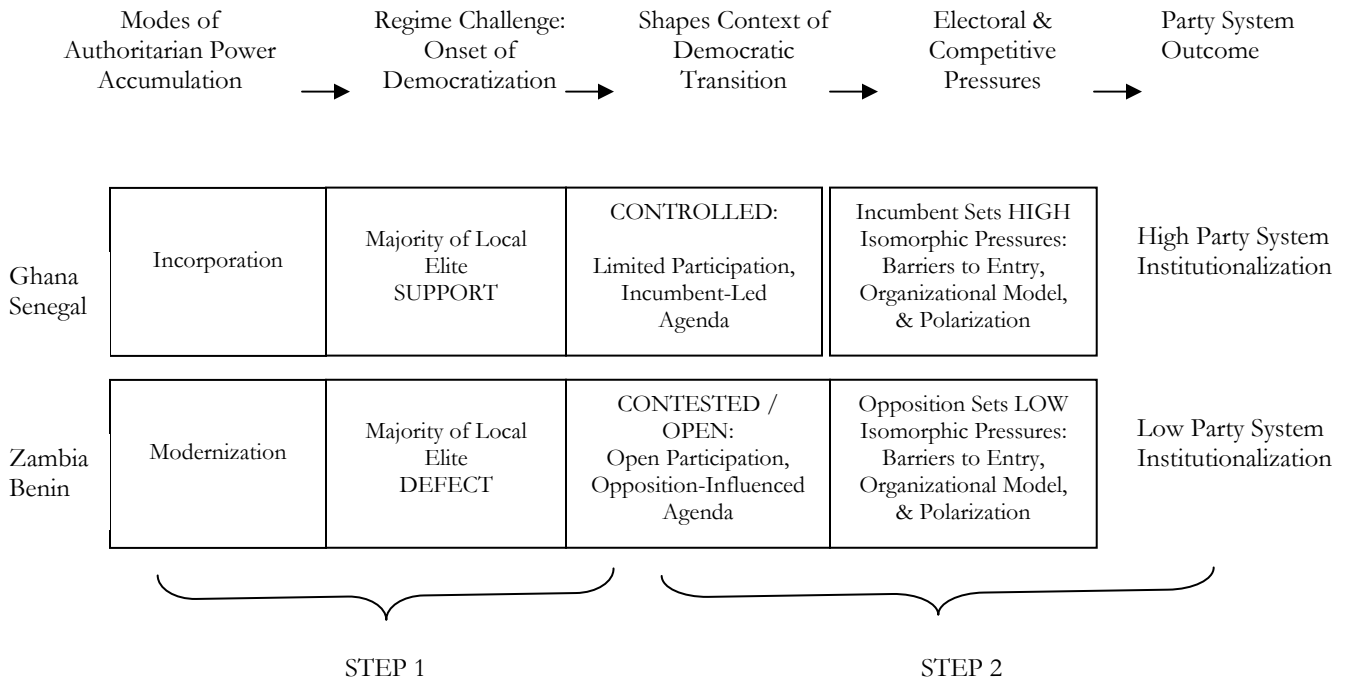 Modes of
Authoritarian Power
Accumulation
Regime Challenge:
Onset of
Democratization
Shapes Context of
Democratic
Transition
Electoral &
Competitive
Pressures
Party System
Outcome
Ghana
Senegal
Incorporation
Majority of Local
Elite
SUPPORT
CONTROLLED:
Limited Participation,
Incumbent-Led
Agenda
Incumbent Sets HIGH
Isomorphic Pressures:
Barriers to Entry,
Organizational Model,
& Polarization
High Party System
Institutionalization
Zambia
Benin
Modernization
Majority of Local
Elite
DEFECT
CONTESTED /
OPEN:
Open Participation,
Opposition-Influenced
Agenda
Opposition Sets LOW
Isomorphic Pressures:
Barriers to Entry,
Organizational Model,
& Polarization
Low Party System
Institutionalization
STEP 1
STEP 2